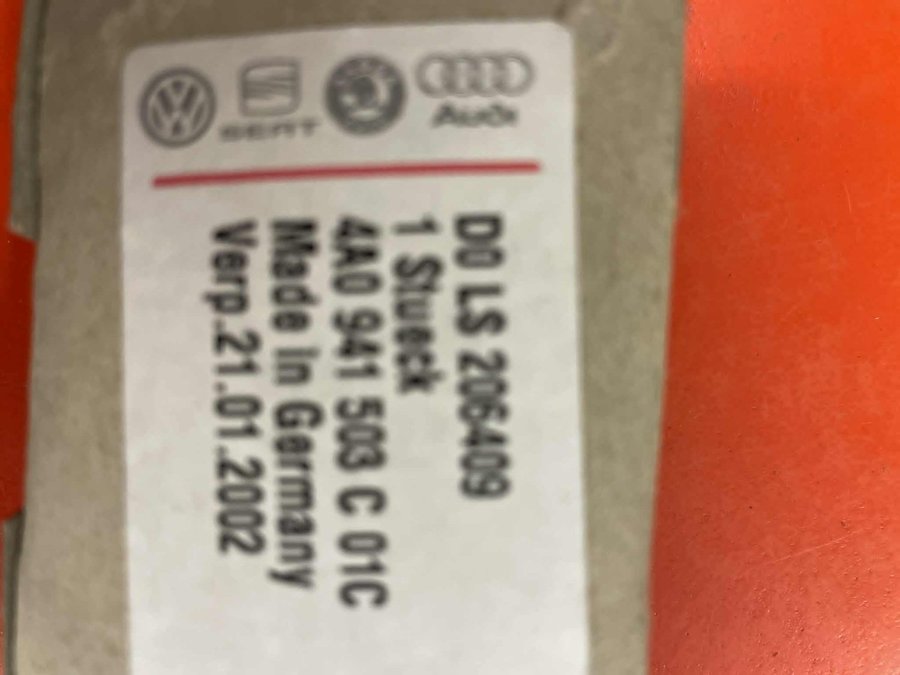 SEAT
Audi
D0 LS 206409
1 Stueck
4A0 941 503 C 01C
Made in Germany
Verp.21.01.2002